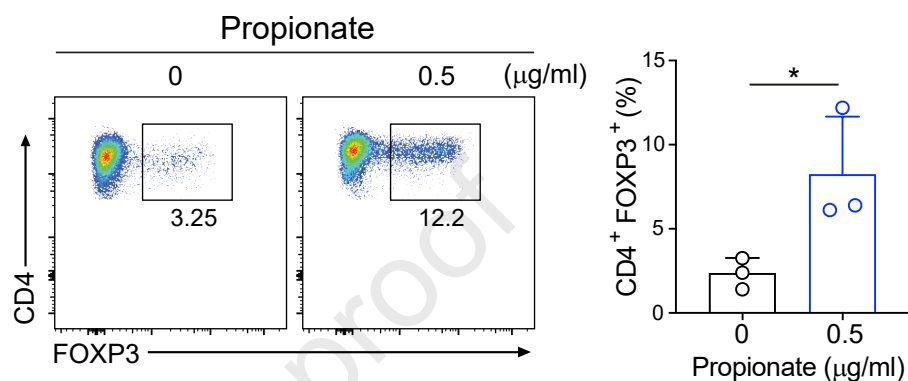 Propionate
0 0.5 (μg/ml)
3.25 12.2
CD4
FOXP3
proof
CD4⁺ FOXP3⁺ (%)
15
10
5
0
*
0 0.5
Propionate (μg/ml)